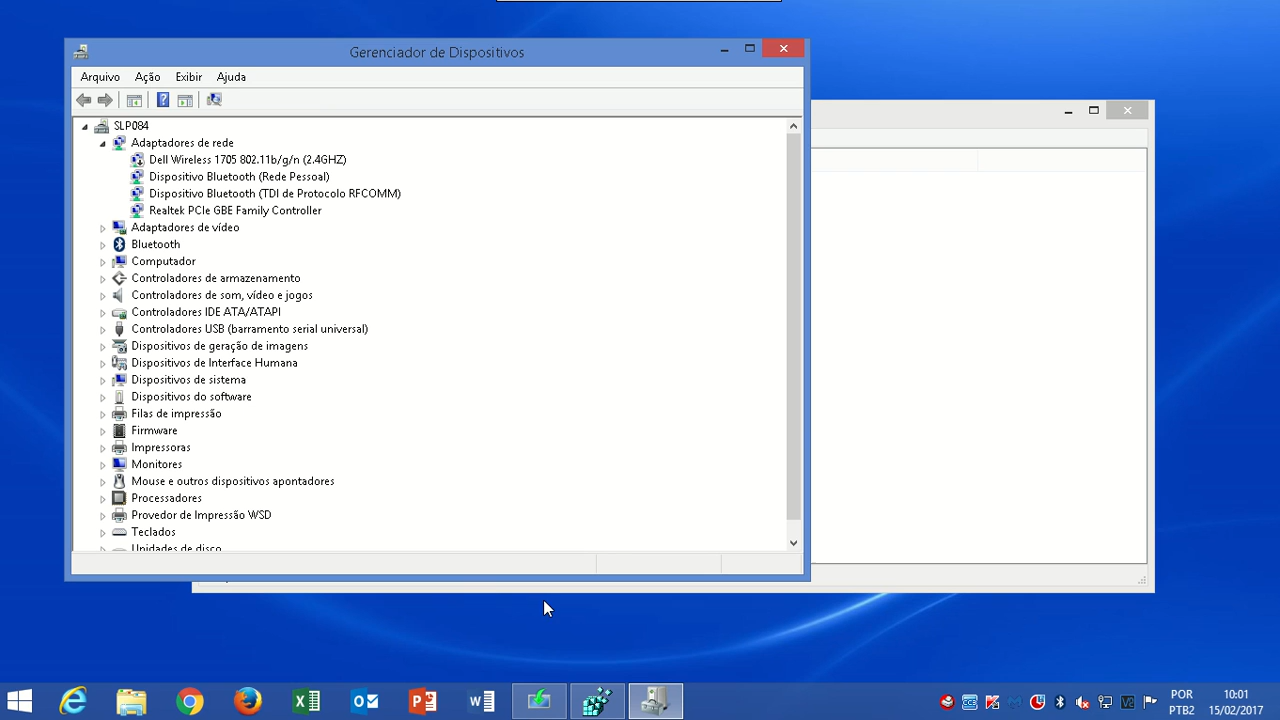 Gerenciador de Dispositivos
Arquivo Ação Exibir Ajuda
SLP084
Adaptadores de rede
Dell Wireless 1705 802.11b/g/n (2.4GHZ)
Dispositivo Bluetooth (Rede Pessoal)
Dispositivo Bluetooth (TDI de Protocolo RFCOMM)
Realtek PCIe GBE Family Controller
Adaptadores de vídeo
Bluetooth
Computador
Controladores de armazenamento
Controladores de som, vídeo e jogos
Controladores IDE ATA/ATAPI
Controladores USB (barramento serial universal)
Dispositivos de geração de imagens
Dispositivos de Interface Humana
Dispositivos de sistema
Dispositivos do software
Filas de impressão
Firmware
Impressoras
Monitores
Mouse e outros dispositivos apontadores
Processadores
Provedor de Impressão WSD
Teclados
Unidades de disco
POR
PTB2
10:01
15/02/2017